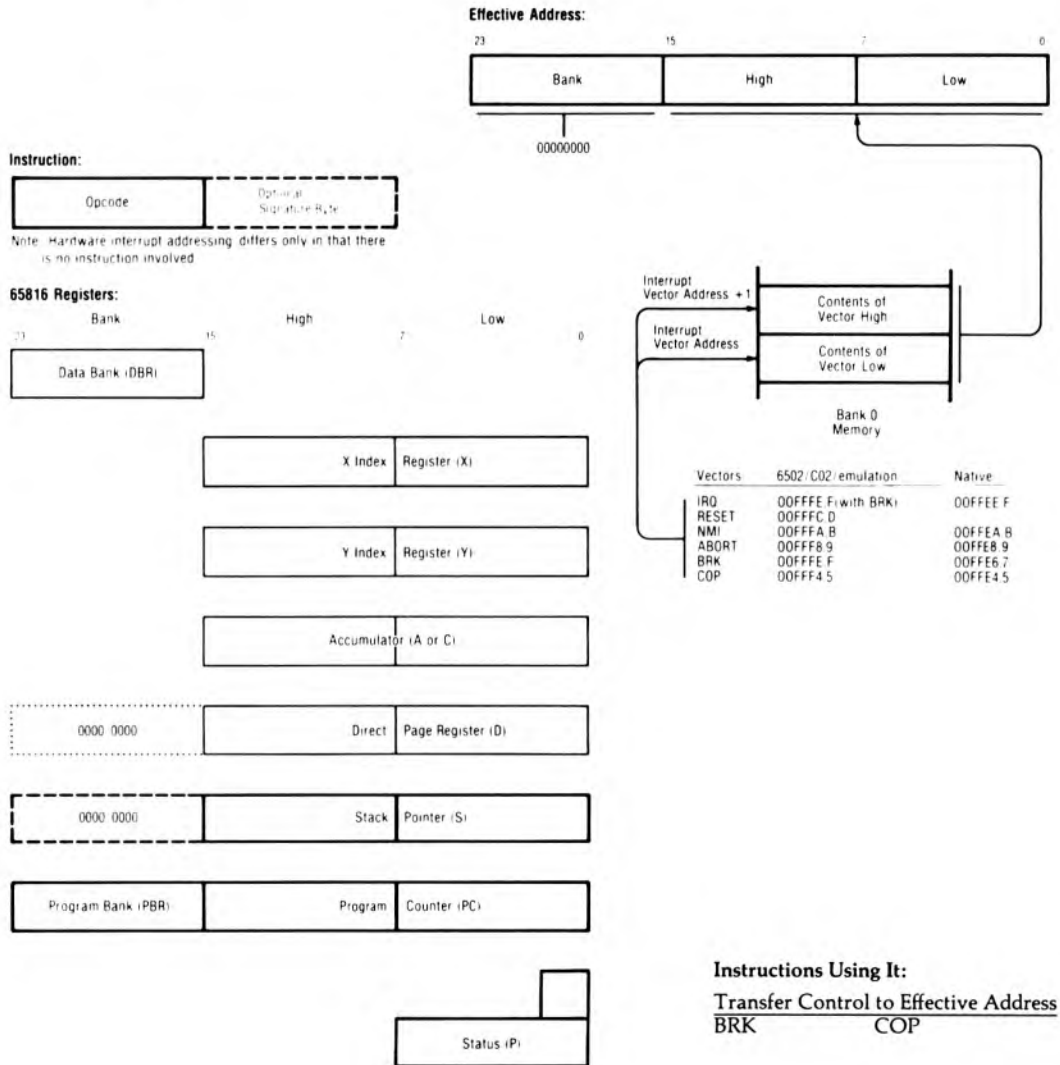 Effective Address:
23 15 7 0
Bank High Low
00000000
Instruction:
Opcode Optional
Signature Byte
Note: Hardware interrupt addressing differs only in that there
is no instruction involved
65816 Registers:
Bank High Low
23 15 7 0
Data Bank (DBR)
X Index Register (X)
Y Index Register (Y)
Accumulator (A or C)
0000 0000 Direct Page Register (D)
0000 0000 Stack Pointer (S)
Program Bank (PBR) Program Counter (PC)
Status (P)
Interrupt
Vector Address +1
Interrupt
Vector Address
Contents of
Vector High
Contents of
Vector Low
Bank 0
Memory
Vectors 6502/C02/emulation Native
IRQ 00FFFE,F(with BRK) 00FFEE,F
RESET 00FFFC,D
NMI 00FFFA,B 00FFEA,B
ABORT 00FFF8,9 00FFE8,9
BRK 00FFFE,F 00FFE6,7
COP 00FFF4,5 00FFE4,5
Instructions Using It:
Transfer Control to Effective Address
BRK COP